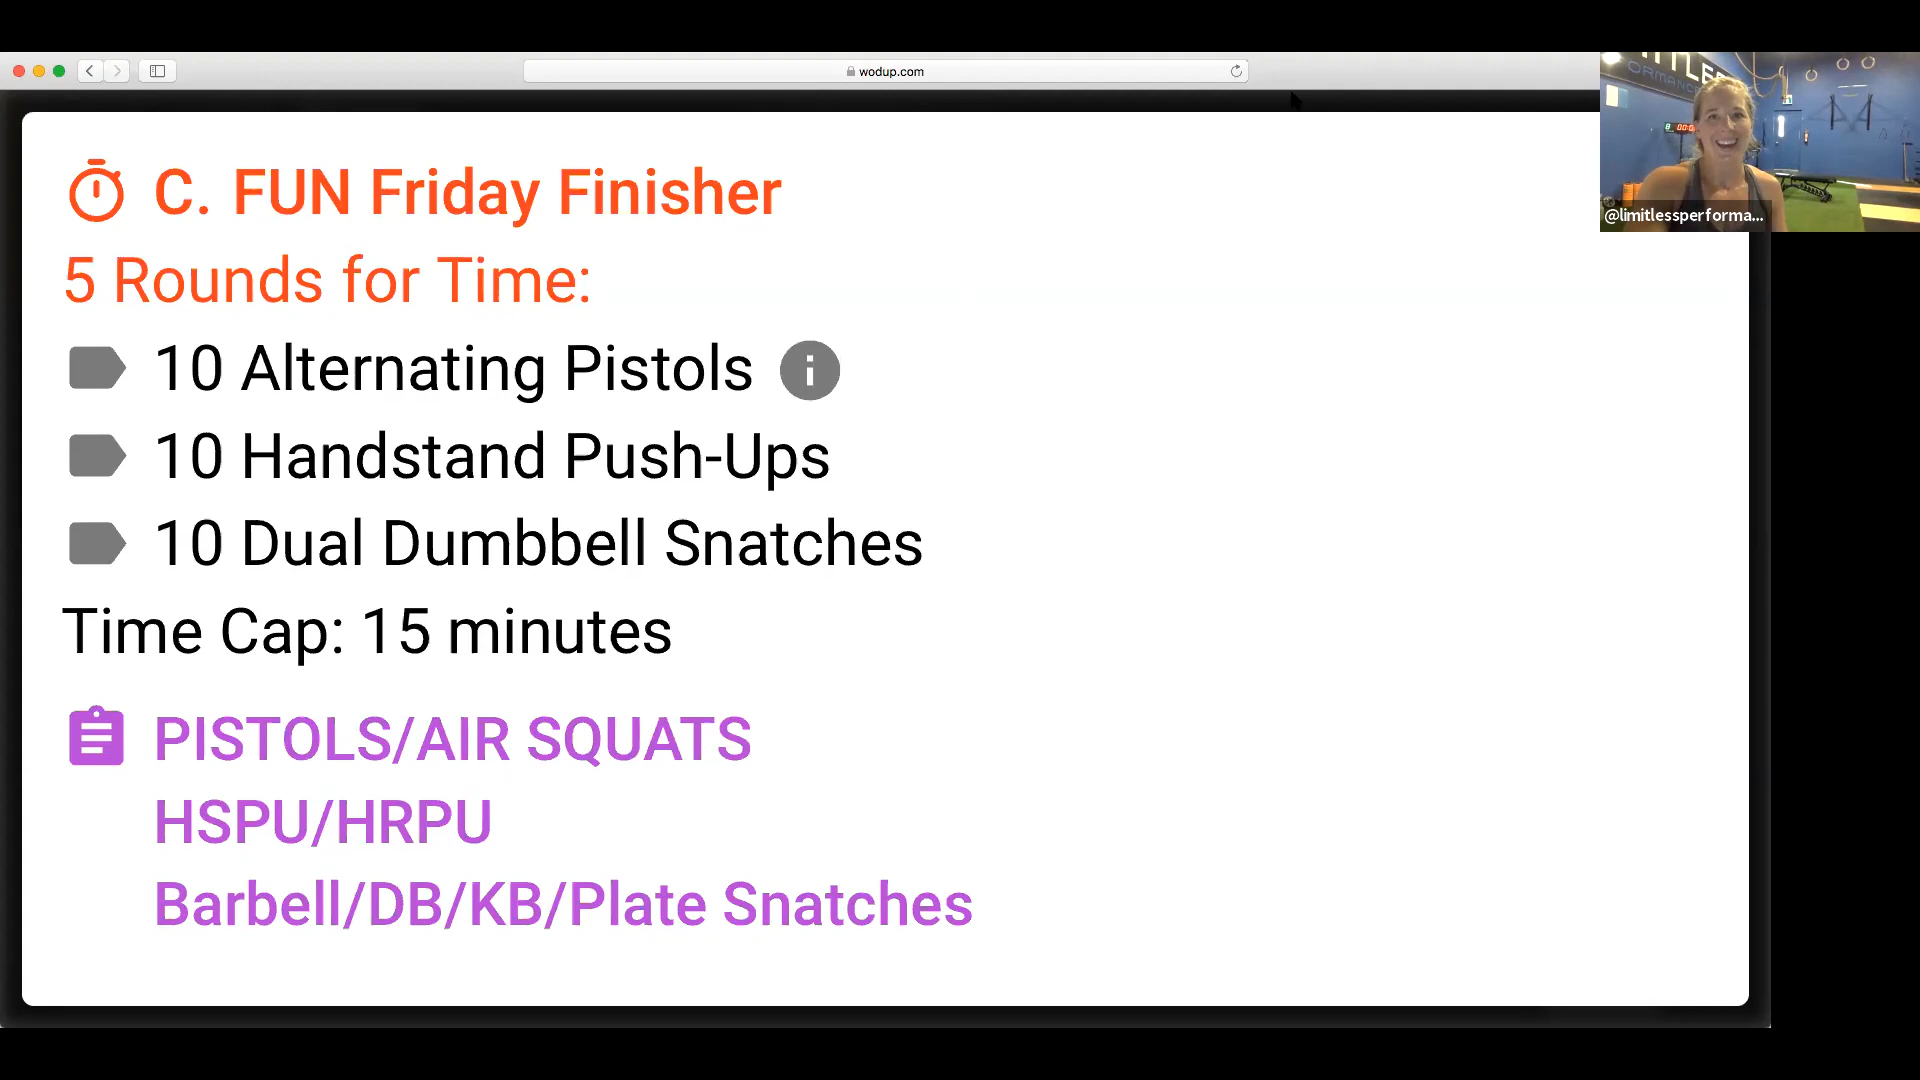 wodup.com
C. FUN Friday Finisher
5 Rounds for Time:
10 Alternating Pistols
10 Handstand Push-Ups
10 Dual Dumbbell Snatches
Time Cap: 15 minutes
PISTOLS/AIR SQUATS
HSPU/HRPU
Barbell/DB/KB/Plate Snatches
@limitlessperforma...